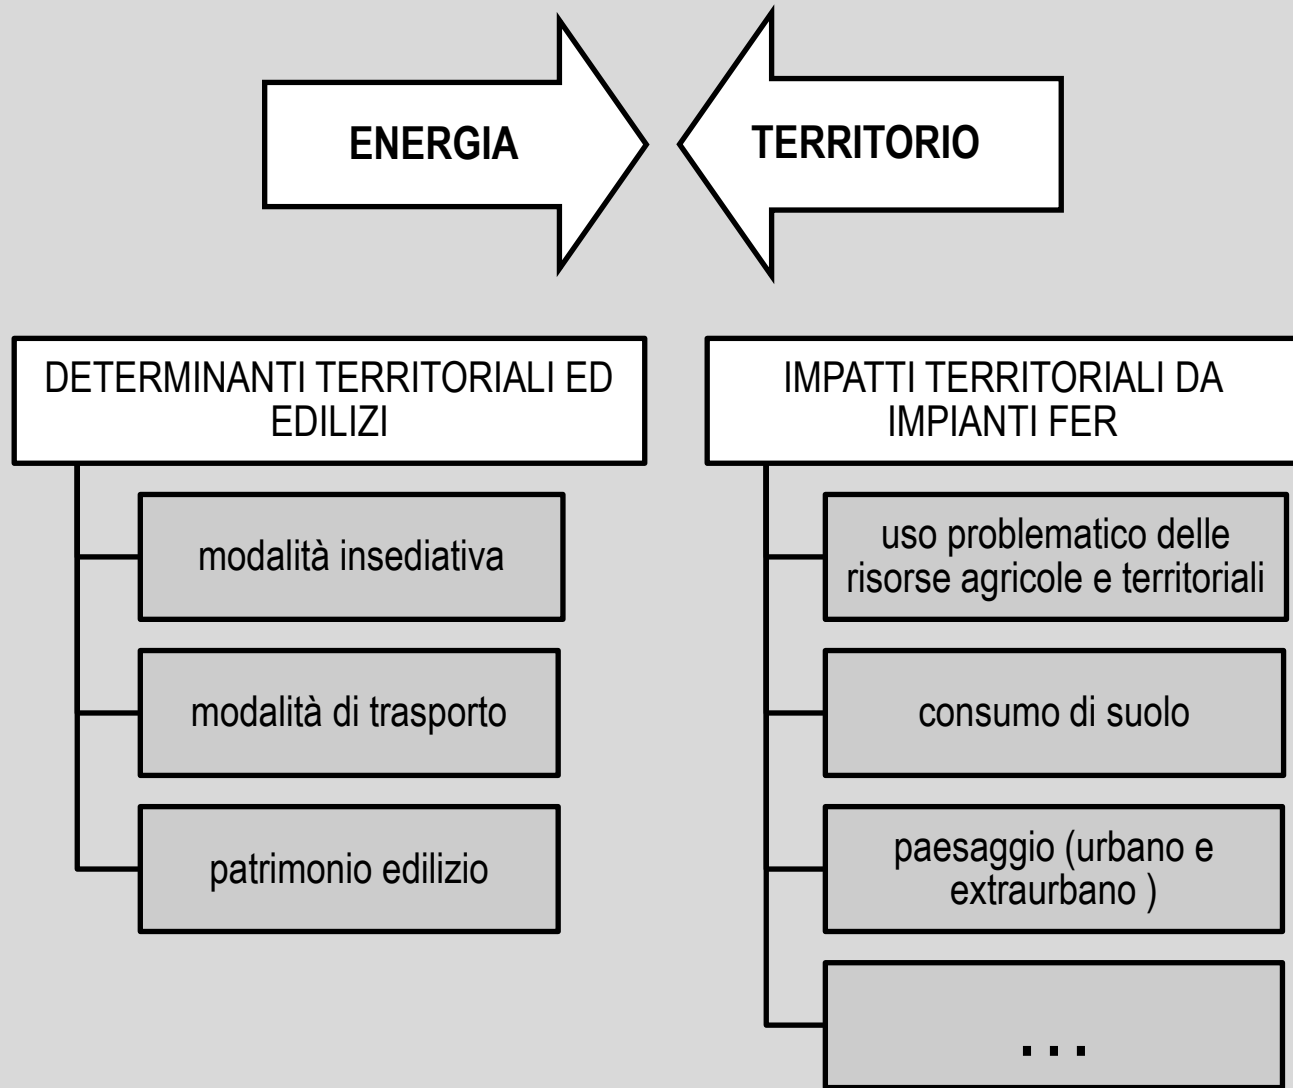 ENERGIA
TERRITORIO
DETERMINANTI TERRITORIALI ED
EDILIZI
modalità insediativa
modalità di trasporto
patrimonio edilizio
IMPATTI TERRITORIALI DA
IMPIANTI FER
uso problematico delle
risorse agricole e territoriali
consumo di suolo
paesaggio (urbano e
extraurbano )
...